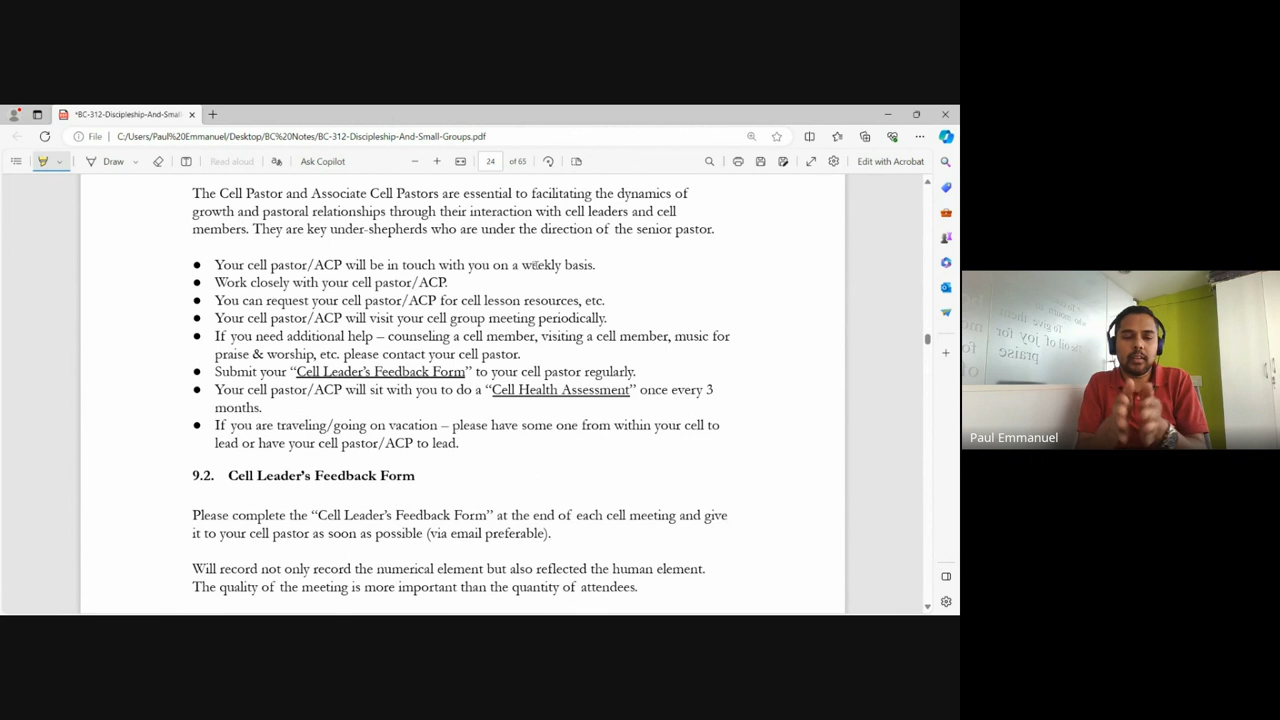 *BC-312-Discipleship-And-Small
File
C:/Users/Paul%20Emmanuel/Desktop/BC%20Notes/BC-312-Discipleship-And-Small-Groups.pdf
Draw
Read aloud
Ask Copilot
24
of 65
Edit with Acrobat
The Cell Pastor and Associate Cell Pastors are essential to facilitating the dynamics of
growth and pastoral relationships through their interaction with cell leaders and cell
members. They are key under-shepherds who are under the direction of the senior pastor.
● Your cell pastor/ACP will be in touch with you on a weekly basis.
● Work closely with your cell pastor/ACP.
● You can request your cell pastor/ACP for cell lesson resources, etc.
● Your cell pastor/ACP will visit your cell group meeting periodically.
● If you need additional help – counseling a cell member, visiting a cell member, music for
praise & worship, etc. please contact your cell pastor.
● Submit your “Cell Leader’s Feedback Form” to your cell pastor regularly.
● Your cell pastor/ACP will sit with you to do a “Cell Health Assessment” once every 3
months.
● If you are traveling/going on vacation – please have some one from within your cell to
lead or have your cell pastor/ACP to lead.
9.2. Cell Leader’s Feedback Form
Please complete the “Cell Leader’s Feedback Form” at the end of each cell meeting and give
it to your cell pastor as soon as possible (via email preferable).
Will record not only record the numerical element but also reflected the human element.
The quality of the meeting is more important than the quantity of attendees.
To give them
The oil of joy for
praise
Paul Emmanuel